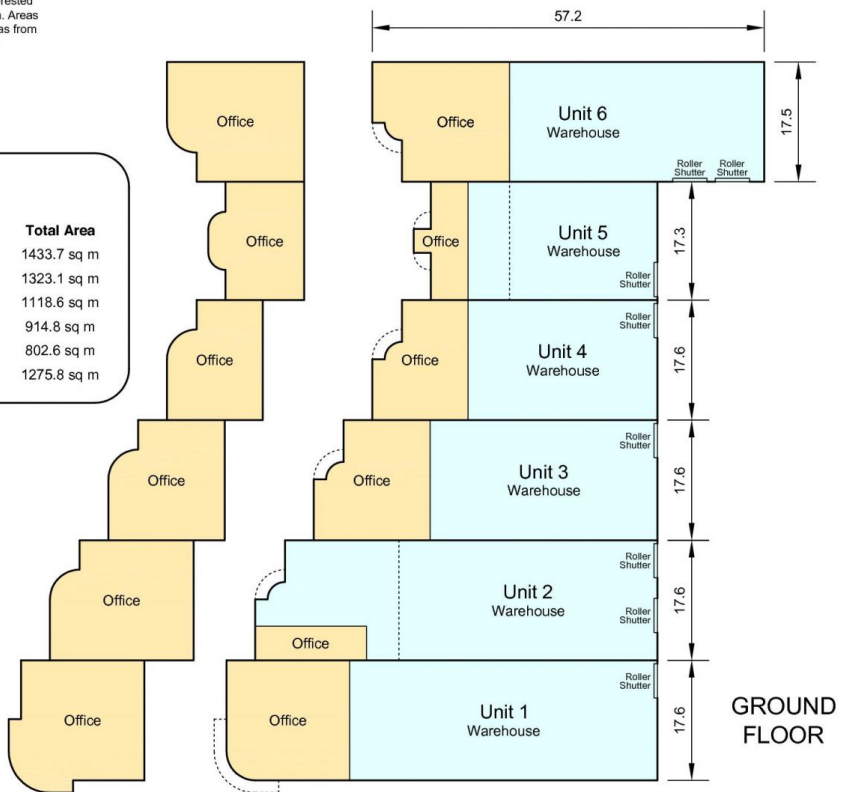 . Areas
as from
57.2
Office
Office
Unit 6
Warehouse
17.5
Roller
Shutter
Roller
Shutter
Total Area
1433.7 sq m
1323.1 sq m
1118.6 sq m
914.8 sq m
802.6 sq m
1275.8 sq m
Office
Office
Unit 5
Warehouse
17.3
Roller
Shutter
Office
Office
Unit 4
Warehouse
Roller
Shutter
17.6
Office
Office
Unit 3
Warehouse
Roller
Shutter
17.6
Office
Unit 2
Warehouse
Roller
Shutter
Roller
Shutter
17.6
Office
Office
Office
Unit 1
Warehouse
Roller
Shutter
17.6
GROUND
FLOOR